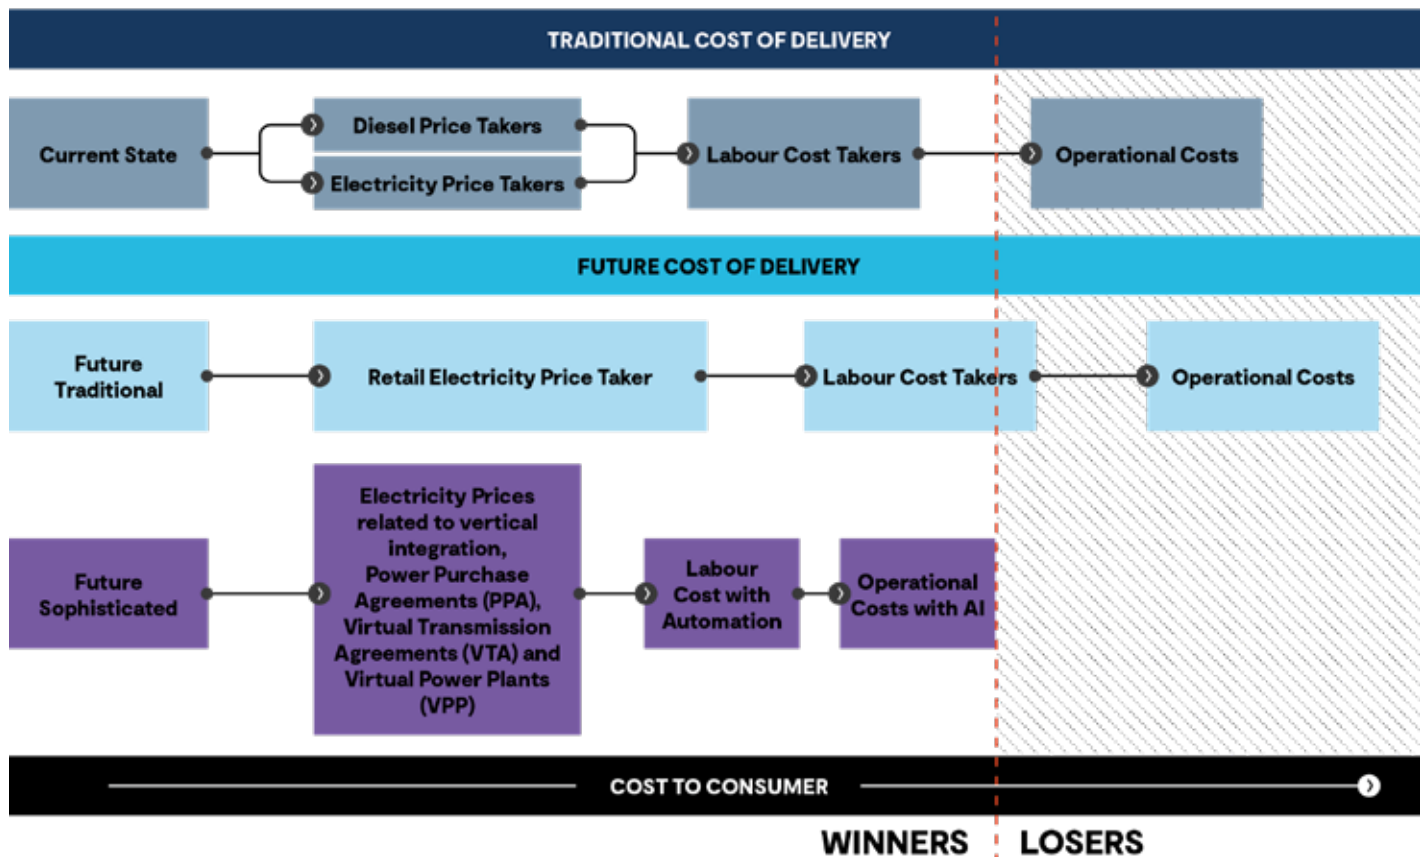 TRADITIONAL COST OF DELIVERY
Current State
Diesel Price Takers
Electricity Price Takers
Labour Cost Takers
Operational Costs
FUTURE COST OF DELIVERY
Future
Traditional
Retail Electricity Price Taker
Labour Cost Takers
Operational Costs
Future
Sophisticated
Electricity Prices
related to vertical
integration,
Power Purchase
Agreements (PPA),
Virtual Transmission
Agreements (VTA) and
Virtual Power Plants
(VPP)
Labour
Cost with
Automation
Operational
Costs with AI
COST TO CONSUMER
WINNERS
LOSERS